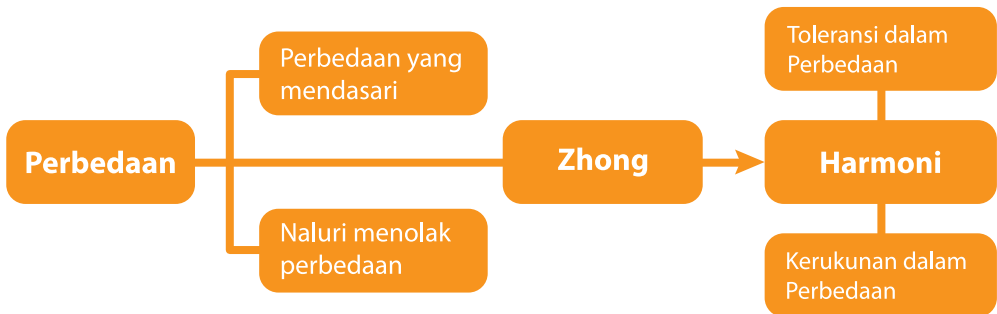 Perbedaan
Perbedaan yang
mendasari
Naluri menolak
perbedaan
Zhong
Toleransi dalam
Perbedaan
Harmoni
Kerukunan dalam
Perbedaan